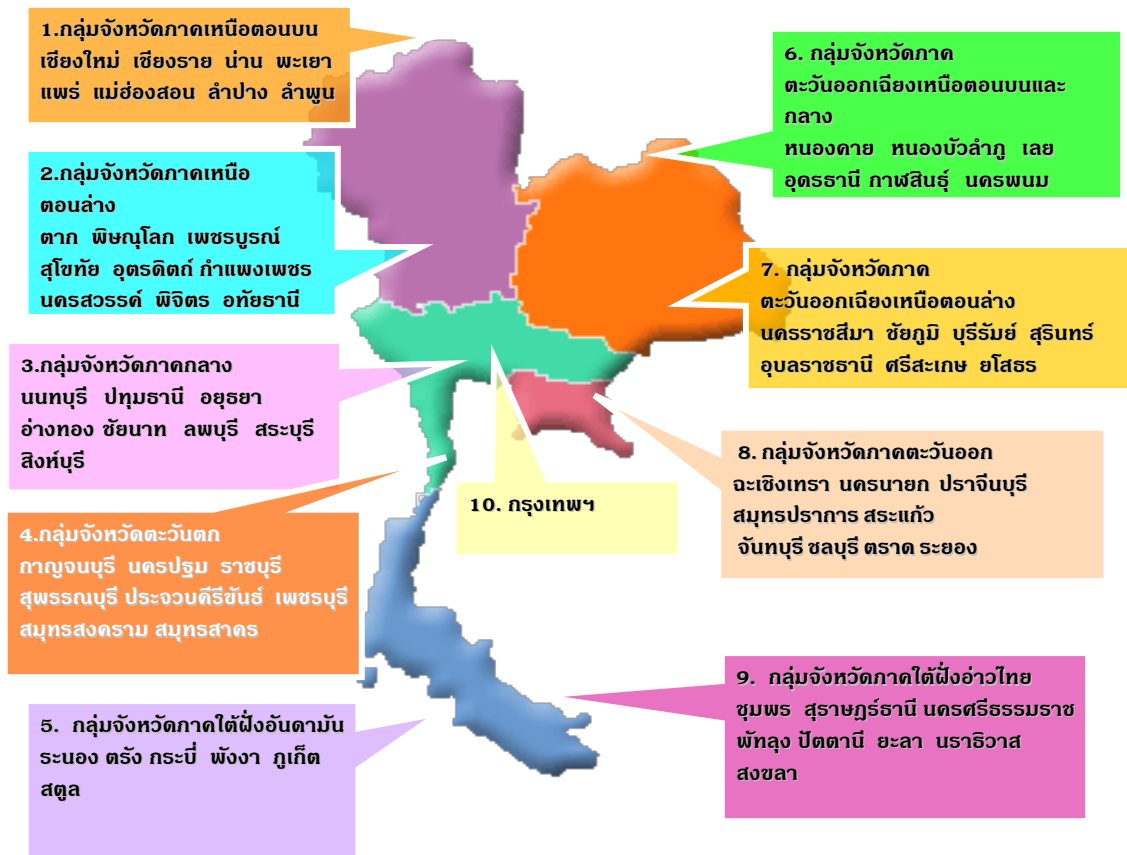 1.กลุ่มจังหวัดภาคเหนือตอนบน
เชียงใหม่ เชียงราย น่าน พะเยา
แพร่ แม่ฮ่องสอน ลำปาง ลำพูน
2.กลุ่มจังหวัดภาคเหนือ
ตอนล่าง
ตาก พิษณุโลก เพชรบูรณ์
สุโขทัย อุตรดิตถ์ กำแพงเพชร
นครสวรรค์ พิจิตร อทัยธานี
3.กลุ่มจังหวัดภาคกลาง
นนทบุรี ปทุมธานี อยุธยา
อ่างทอง ชัยนาท ลพบุรี สระบุรี
สิงห์บุรี
4.กลุ่มจังหวัดตะวันตก
กาญจนบุรี นครปฐม ราชบุรี
สุพรรณบุรี ประจวบคีรีขันธ์ เพชรบุรี
สมุทรสงคราม สมุทรสาคร
5. กลุ่มจังหวัดภาคใต้ฝั่งอันดามัน
ระนอง ตรัง กระบี่ พังงา ภูเก็ต
สตูล
6. กลุ่มจังหวัดภาค
ตะวันออกเฉียงเหนือตอนบนและ
กลาง
หนองคาย หนองบัวลำภู เลย
อุดรธานี กาฬสินธุ์ นครพนม
7. กลุ่มจังหวัดภาค
ตะวันออกเฉียงเหนือตอนล่าง
นครราชสีมา ชัยภูมิ บุรีรัมย์ สุรินทร์
อุบลราชธานี ศรีสะเกษ ยโสธร
8. กลุ่มจังหวัดภาคตะวันออก
ฉะเชิงเทรา นครนายก ปราจีนบุรี
สมุทรปราการ สระแก้ว
จันทบุรี ชลบุรี ตราด ระยอง
10. กรุงเทพฯ
9. กลุ่มจังหวัดภาคใต้ฝั่งอ่าวไทย
ชุมพร สุราษฏร์ธานี นครศรีธรรมราช
พัทลุง ปัตตานี ยะลา นราธิวาส
สงขลา